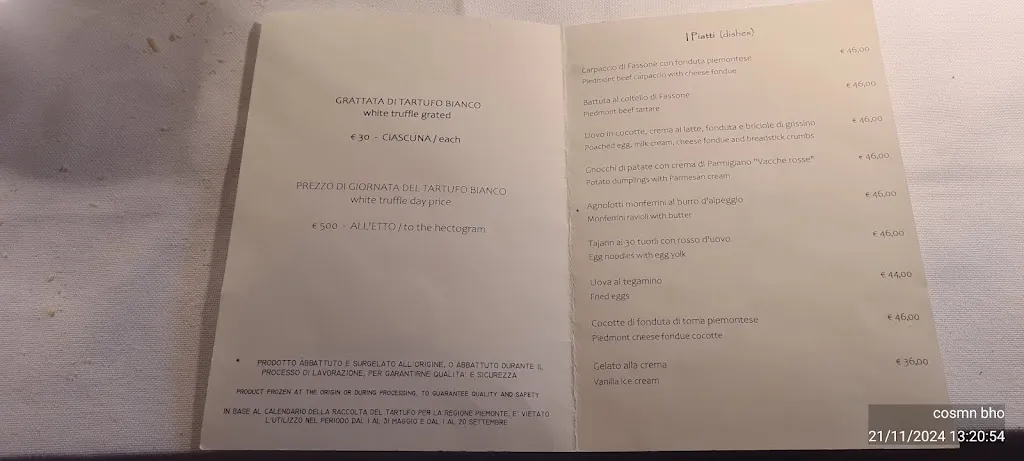 GRATTATA DI TARTUFO BIANCO
white truffle grated
€ 30 - CIASCUNA / each
PREZZO DI GIORNATA DEL TARTUFO BIANCO
white truffle day price
€ 500 - ALL'ETTO / to the hectogram
* PRODOTTO ABBATTUTO E SURGELATO ALL'ORIGINE, O ABBATTUTO DURANTE IL
PROCESSO DI LAVORAZIONE, PER GARANTIRNE QUALITA' E SICUREZZA
PRODUCT FROZEN AT THE ORIGIN OR DURING PROCESSING, TO GUARANTEE QUALITY AND SAFETY
IN BASE AL CALENDARIO DELLA RACCOLTA DEL TARTUFO PER LA REGIONE PIEMONTE, E' VIETATO
L'UTILIZZO NEL PERIODO DAL 1 AL 31 MAGGIO E DAL 1 AL 20 SETTEMBRE
I Piatti (dishes)
Carpaccio di Fassone con fonduta piemontese € 46,00
Piedmont beef carpaccio with cheese fondue
Battuta al coltello di Fassone € 46,00
Piedmont beef tartare
Uovo in cocotte, crema al latte, fonduta e briciole di grissino € 46,00
Poached egg, milk cream, cheese fondue and breadstick crumbs
Gnocchi di patate con crema di Parmigiano "Vacche rosse" € 46,00
Potato dumplings with Parmesan cream
* Agnolotti monferrini al burro d'alpeggio € 46,00
Monferrini ravioli with butter
Tajarin ai 30 tuorli con rosso d'uovo € 46,00
Egg noodles with egg yolk
Uova al tegamino € 44,00
Fried eggs
Cocotte di fonduta di toma piemontese € 46,00
Piedmont cheese fondue cocotte
Gelato alla crema € 36,00
Vanilla ice cream
cosmn bho
21/11/2024 13:20:54